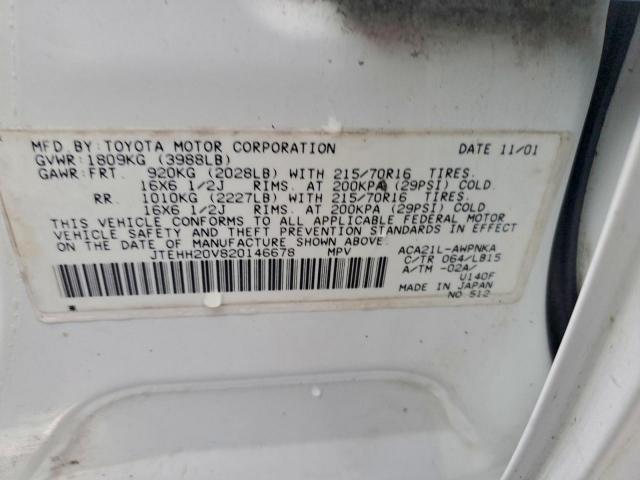 MFD.BY:TOYOTA MOTOR CORPORATION DATE 11/01
GVWR:1809KG (3988LB)
GAWR:FRT. 920KG (2028LB) WITH 215/70R16 TIRES.
16X6 1/2J RIMS. AT 200KPA (29PSI) COLD.
RR. 1010KG (2227LB) WITH 215/70R16 TIRES.
16X6 1/2J RIMS. AT 200KPA (29PSI) COLD.
THIS VEHICLE CONFORMS TO ALL APPLICABLE FEDERAL MOTOR
VEHICLE SAFETY AND THEFT PREVENTION STANDARDS IN EFFECT
ON THE DATE OF MANUFACTURE SHOWN ABOVE.
JTEHH20V820146678 MPV ACA21L-AWPNKA
C/TR 064/LB15
A/TM -02A/
U140F
MADE IN JAPAN
NO 512